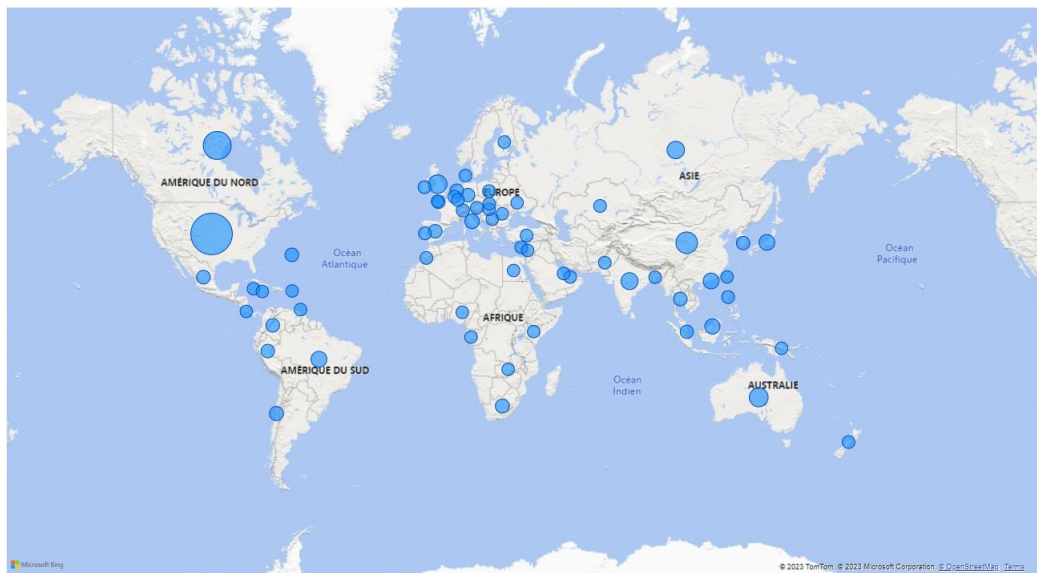 AMÉRIQUE DU NORD
EUROPE
ASIE
Océan
Atlantique
Océan
Pacifique
AFRIQUE
AMÉRIQUE DU SUD
Océan
Indien
AUSTRALIE
Microsoft Bing
© 2023 TomTom, © 2023 Microsoft Corporation, © OpenStreetMap Terms